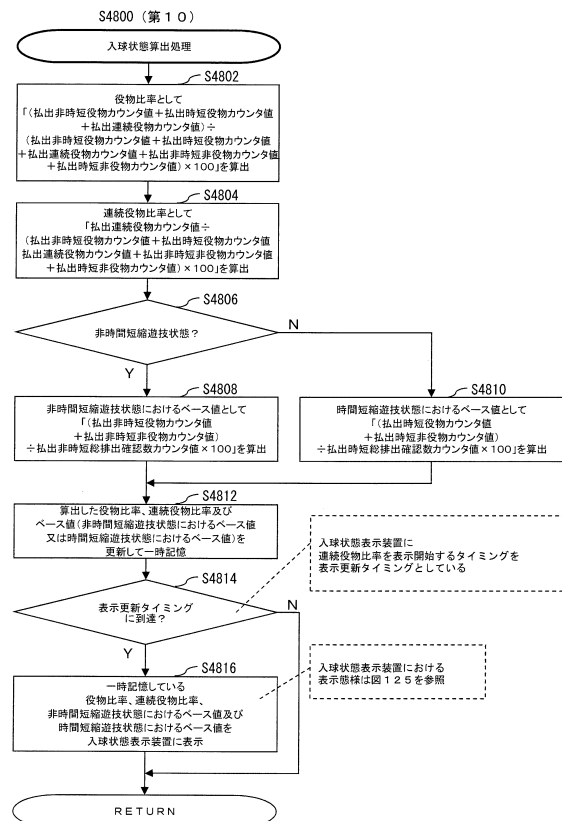 S4800(第10)
入球状態算出処理
S4802
役物比率として
「(払出非時短役物カウンタ値+払出時短役物カウンタ値
+払出連続役物カウンタ値)÷
(払出非時短役物カウンタ値+払出時短役物カウンタ値
+払出連続役物カウンタ値+払出非時短非役物カウンタ値
+払出時短非役物カウンタ値)×100」を算出
S4804
連続役物比率として
「払出連続役物カウンタ値÷
(払出非時短役物カウンタ値+払出時短役物カウンタ値
払出連続役物カウンタ値+払出非時短非役物カウンタ値
+払出時短非役物カウンタ値)×100」を算出
S4806
非時間短縮遊技状態?
N
Y
S4808
非時間短縮遊技状態におけるベース値として
「(払出非時短役物カウンタ値
+払出非時短非役物カウンタ値)
÷払出非時短総排出確認数カウンタ値×100」を算出
S4810
時間短縮遊技状態におけるベース値として
「(払出時短役物カウンタ値
+払出時短非役物カウンタ値)
÷払出時短総排出確認数カウンタ値×100」を算出
S4812
算出した役物比率、連続役物比率及び
ベース値(非時間短縮遊技状態におけるベース値
又は時間短縮遊技状態におけるベース値)を
更新して一時記憶
入球状態表示装置に
連続役物比率を表示開始するタイミングを
表示更新タイミングとしている
S4814
表示更新タイミング
に到達?
N
Y
S4816
一時記憶している
役物比率、連続役物比率、
非時間短縮遊技状態におけるベース値及び
時間短縮遊技状態におけるベース値を
入球状態表示装置に表示
入球状態表示装置における
表示態様は図125を参照
RETURN